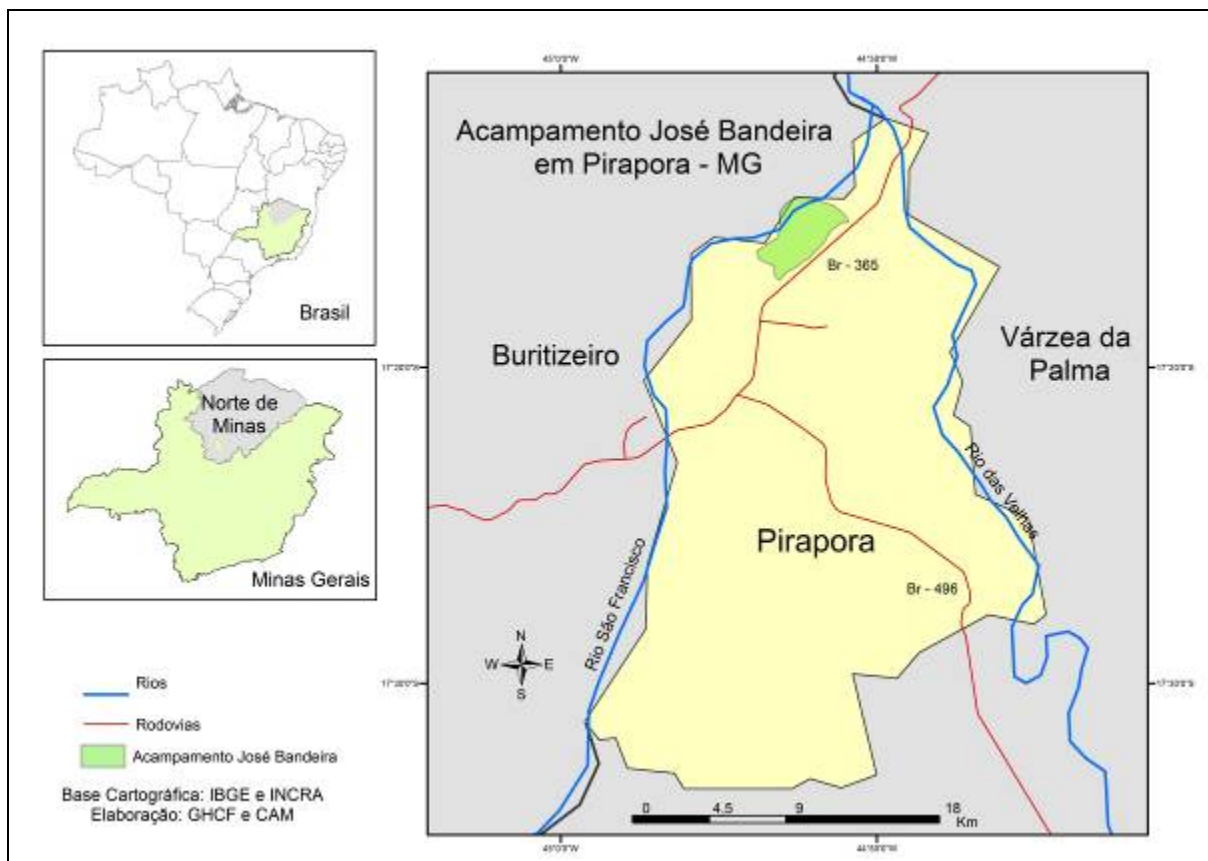 Brasil
Norte de
Minas
Minas Gerais
Rios
Rodovias
Acampamento José Bandeira
Base Cartográfica: IBGE e INCRA
Elaboração: GHCF e CAM
Acampamento José Bandeira
em Pirapora - MG
Br - 365
Buritizeiro
Várzea da
Palma
Rio das Velhas
Pirapora
Br - 496
Rio São Francisco
N
W
E
S
0
4.5
9
18
Km